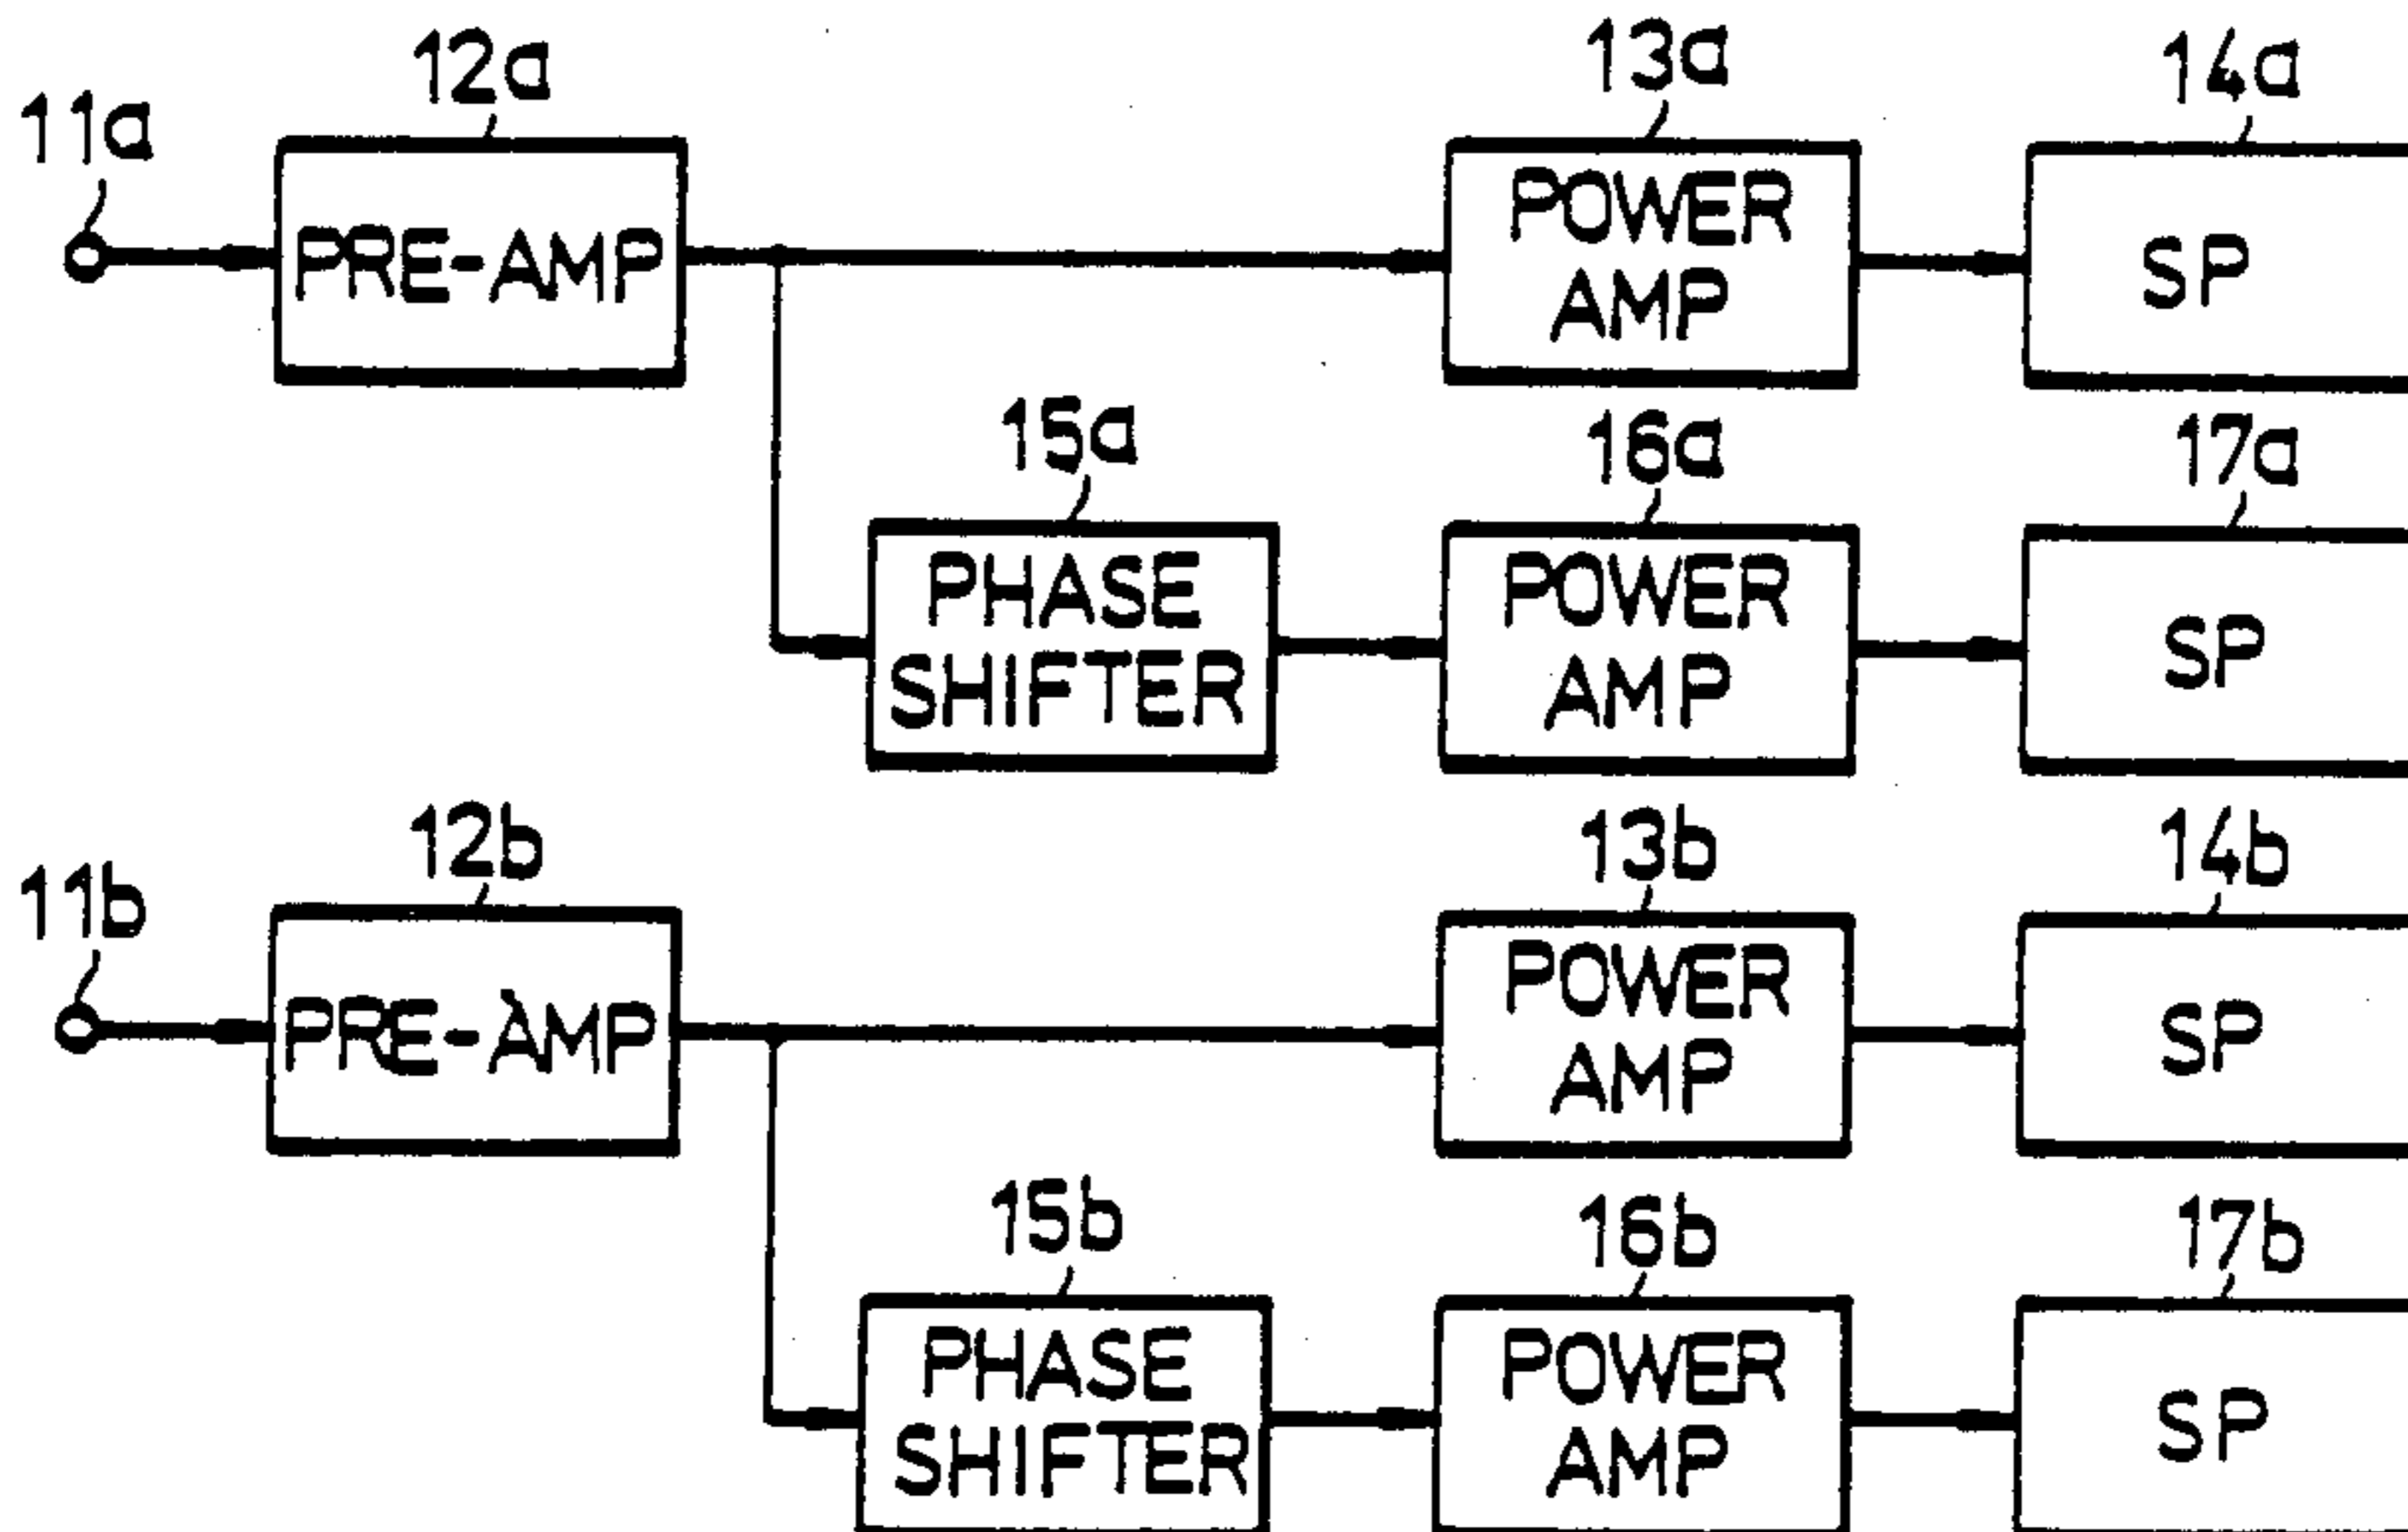 12a 13a 14a
11a
PRE-AMP POWER AMP SP
15a 16a 17a
PHASE SHIFTER POWER AMP SP
12b 13b 14b
11b
PRE-AMP POWER AMP SP
15b 16b 17b
PHASE SHIFTER POWER AMP SP